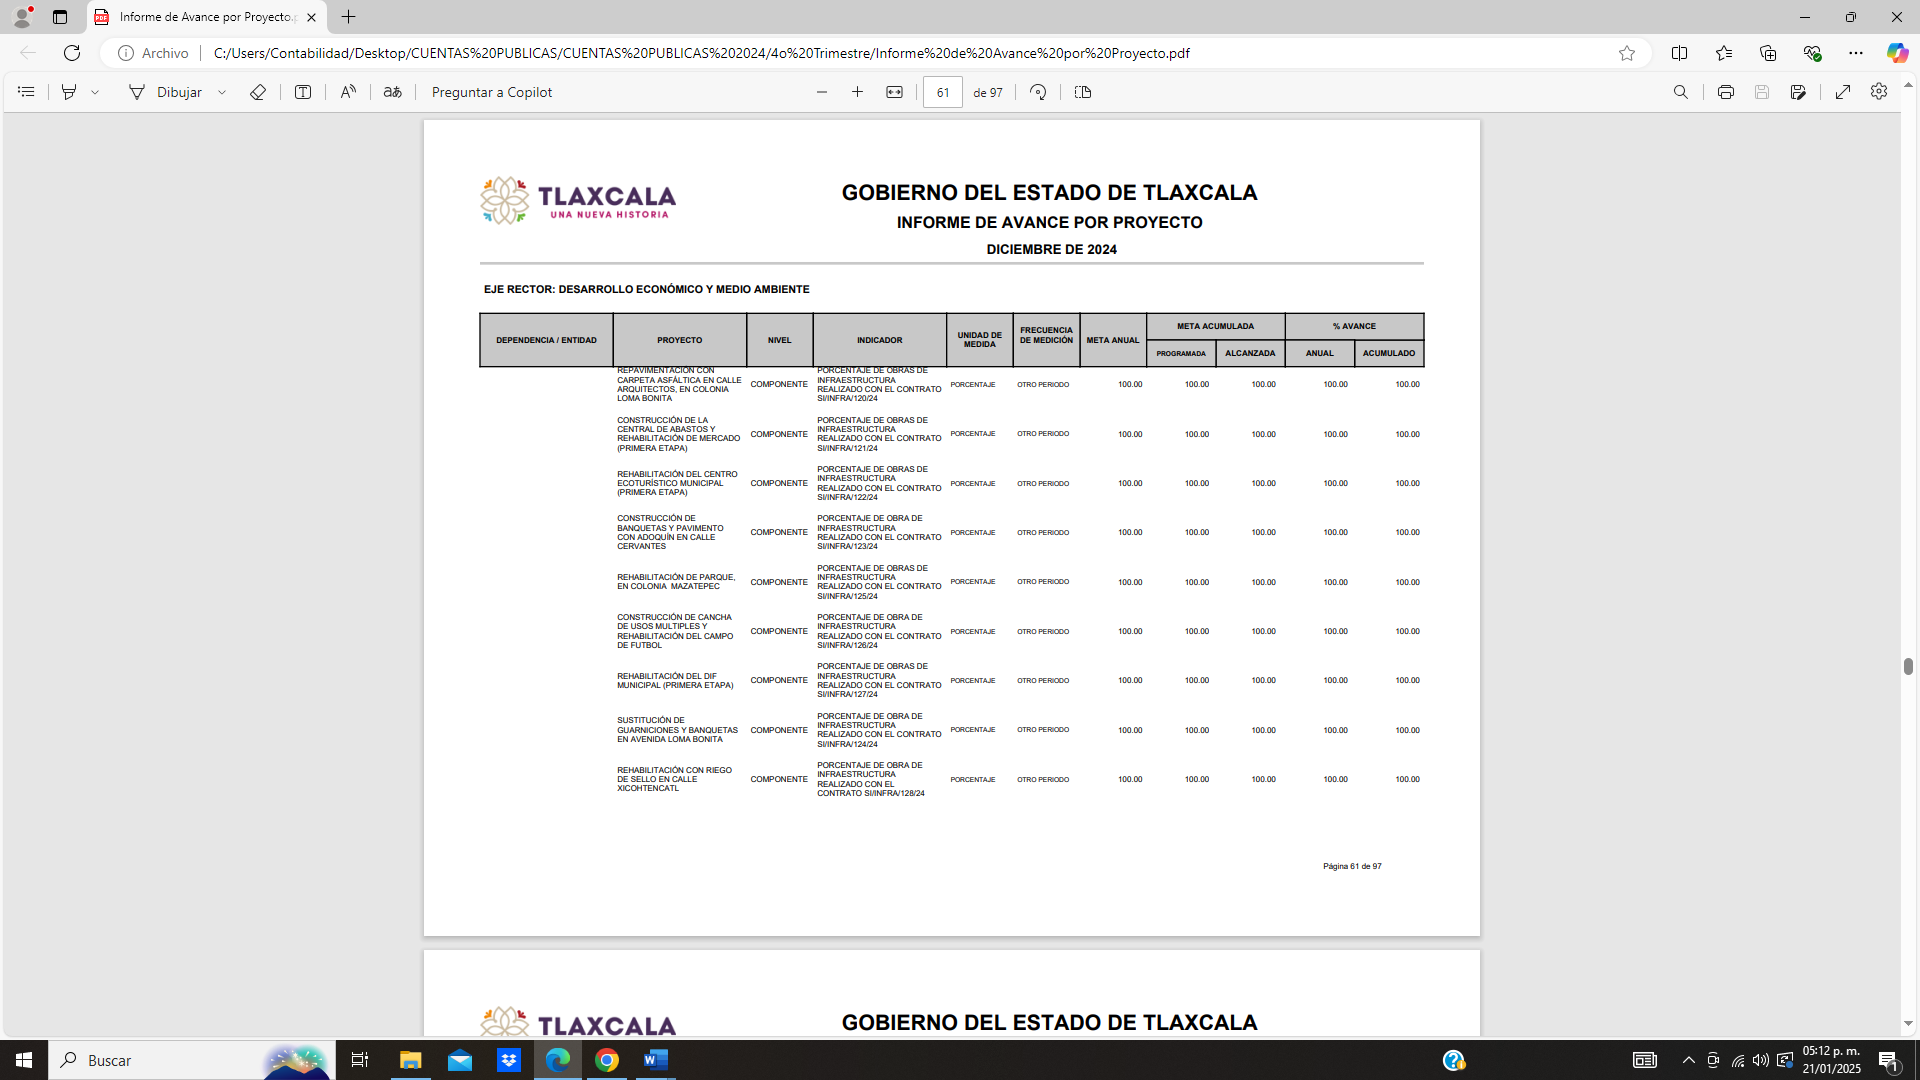 Informe de Avance por Proyecto.p
Archivo
C:/Users/Contabilidad/Desktop/CUENTAS%20PUBLICAS/CUENTAS%20PUBLICAS%202024/4o%20Trimestre/Informe%20de%20Avance%20por%20Proyecto.pdf
Dibujar
Preguntar a Copilot
61 de 97
TLAXCALA
UNA NUEVA HISTORIA
GOBIERNO DEL ESTADO DE TLAXCALA
INFORME DE AVANCE POR PROYECTO
DICIEMBRE DE 2024
EJE RECTOR: DESARROLLO ECONÓMICO Y MEDIO AMBIENTE
DEPENDENCIA / ENTIDAD
PROYECTO
NIVEL
INDICADOR
UNIDAD DE
MEDIDA
FRECUENCIA
DE MEDICIÓN
META ANUAL
META ACUMULADA
PROGRAMADA
ALCANZADA
% AVANCE
ANUAL
ACUMULADO
REPAVIMENTACIÓN CON
CARPETA ASFÁLTICA EN CALLE
ARQUITECTOS, EN COLONIA
LOMA BONITA
COMPONENTE
PORCENTAJE DE OBRAS DE
INFRAESTRUCTURA
REALIZADO CON EL CONTRATO
SI/INFRA/120/24
PORCENTAJE
OTRO PERIODO
100.00 100.00 100.00 100.00 100.00
CONSTRUCCIÓN DE LA
CENTRAL DE ABASTOS Y
REHABILITACIÓN DE MERCADO
(PRIMERA ETAPA)
COMPONENTE
PORCENTAJE DE OBRAS DE
INFRAESTRUCTURA
REALIZADO CON EL CONTRATO
SI/INFRA/121/24
PORCENTAJE
OTRO PERIODO
100.00 100.00 100.00 100.00 100.00
REHABILITACIÓN DEL CENTRO
ECOTURÍSTICO MUNICIPAL
(PRIMERA ETAPA)
COMPONENTE
PORCENTAJE DE OBRAS DE
INFRAESTRUCTURA
REALIZADO CON EL CONTRATO
SI/INFRA/122/24
PORCENTAJE
OTRO PERIODO
100.00 100.00 100.00 100.00 100.00
CONSTRUCCIÓN DE
BANQUETAS Y PAVIMENTO
CON ADOQUÍN EN CALLE
CERVANTES
COMPONENTE
PORCENTAJE DE OBRA DE
INFRAESTRUCTURA
REALIZADO CON EL CONTRATO
SI/INFRA/123/24
PORCENTAJE
OTRO PERIODO
100.00 100.00 100.00 100.00 100.00
REHABILITACIÓN DE PARQUE,
EN COLONIA MAZATEPEC
COMPONENTE
PORCENTAJE DE OBRAS DE
INFRAESTRUCTURA
REALIZADO CON EL CONTRATO
SI/INFRA/125/24
PORCENTAJE
OTRO PERIODO
100.00 100.00 100.00 100.00 100.00
CONSTRUCCIÓN DE CANCHA
DE USOS MULTIPLES Y
REHABILITACIÓN DEL CAMPO
DE FUTBOL
COMPONENTE
PORCENTAJE DE OBRA DE
INFRAESTRUCTURA
REALIZADO CON EL CONTRATO
SI/INFRA/126/24
PORCENTAJE
OTRO PERIODO
100.00 100.00 100.00 100.00 100.00
REHABILITACIÓN DEL DIF
MUNICIPAL (PRIMERA ETAPA)
COMPONENTE
PORCENTAJE DE OBRAS DE
INFRAESTRUCTURA
REALIZADO CON EL CONTRATO
SI/INFRA/127/24
PORCENTAJE
OTRO PERIODO
100.00 100.00 100.00 100.00 100.00
SUSTITUCIÓN DE
GUARNICIONES Y BANQUETAS
EN AVENIDA LOMA BONITA
COMPONENTE
PORCENTAJE DE OBRA DE
INFRAESTRUCTURA
REALIZADO CON EL CONTRATO
SI/INFRA/124/24
PORCENTAJE
OTRO PERIODO
100.00 100.00 100.00 100.00 100.00
REHABILITACIÓN CON RIEGO
DE SELLO EN CALLE
XICOHTENCATL
COMPONENTE
PORCENTAJE DE OBRA DE
INFRAESTRUCTURA
REALIZADO CON EL
CONTRATO SI/INFRA/128/24
PORCENTAJE
OTRO PERIODO
100.00 100.00 100.00 100.00 100.00
Página 61 de 97
TLAXCALA
GOBIERNO DEL ESTADO DE TLAXCALA
Buscar
05:12 p. m.
21/01/2025
1